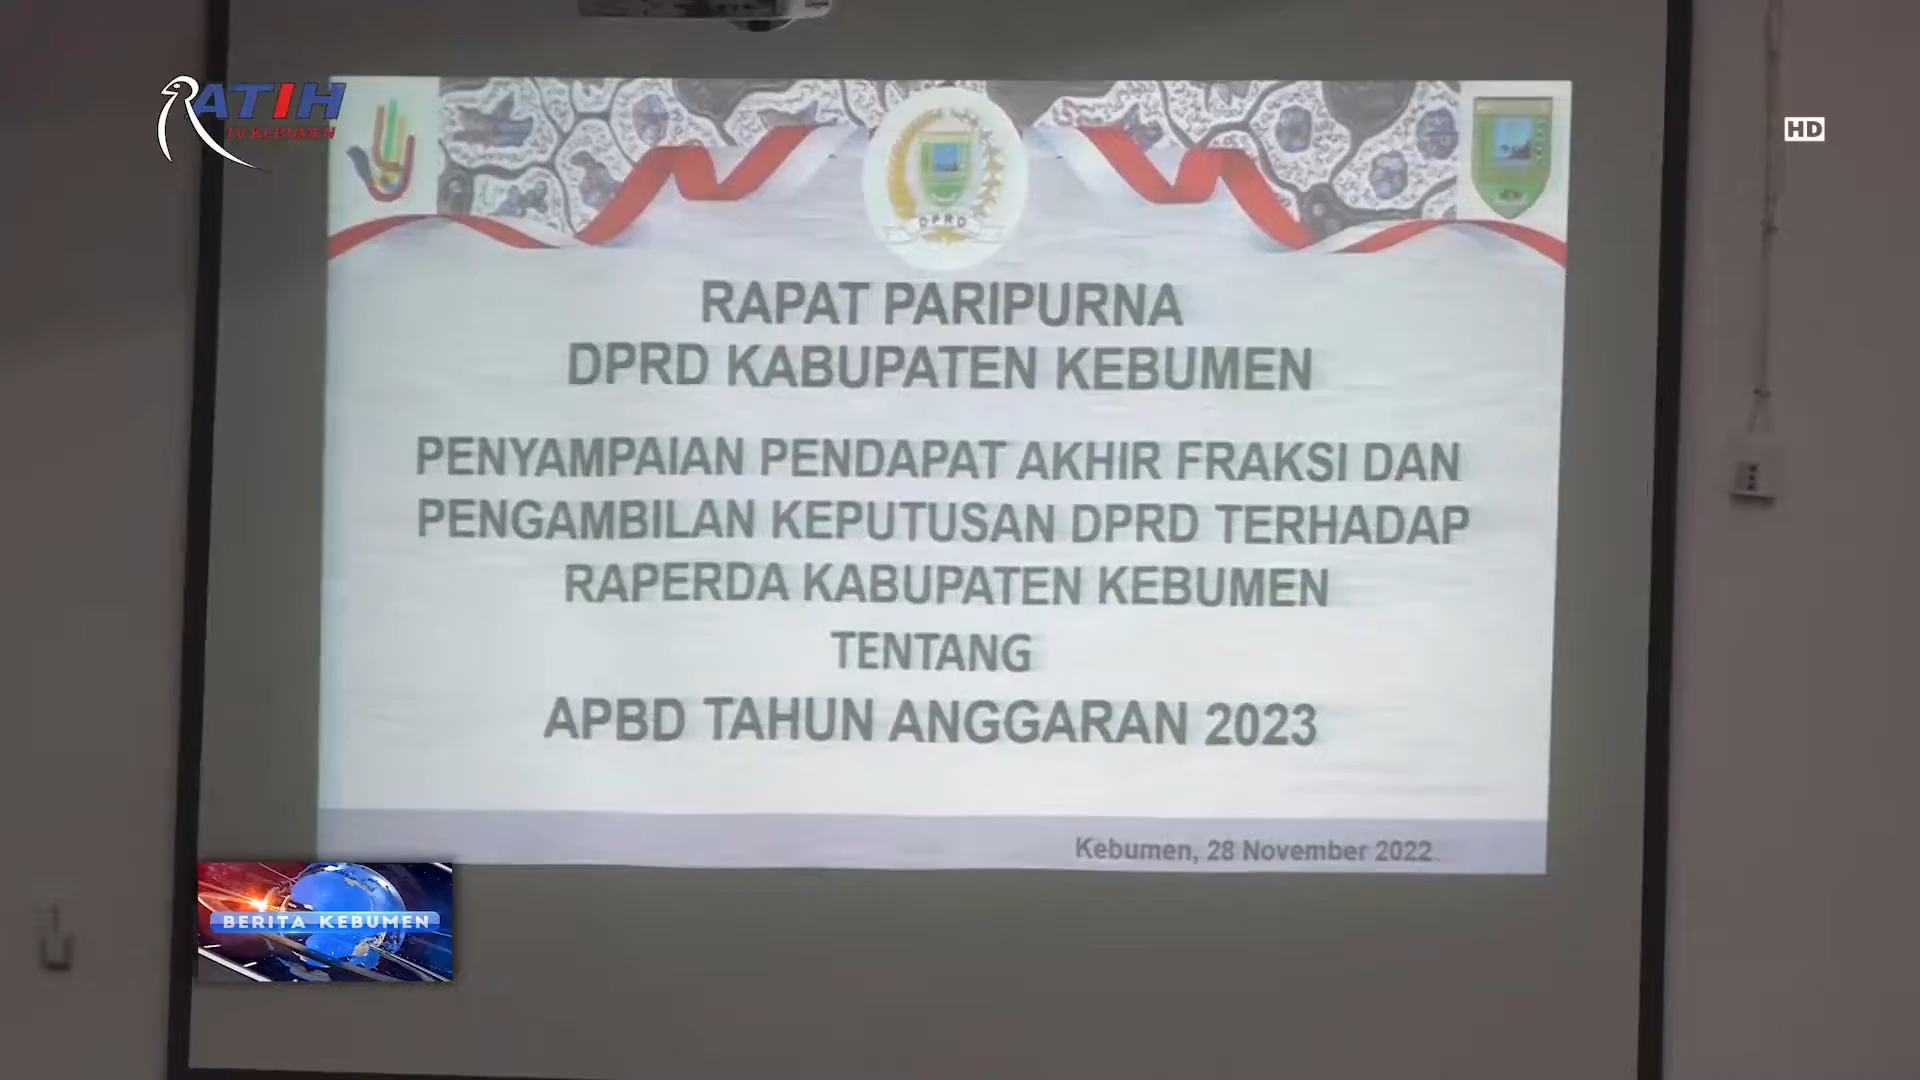 RATIH
TV KEBUMEN
HD
DPRD
RAPAT PARIPURNA
DPRD KABUPATEN KEBUMEN
PENYAMPAIAN PENDAPAT AKHIR FRAKSI DAN
PENGAMBILAN KEPUTUSAN DPRD TERHADAP
RAPERDA KABUPATEN KEBUMEN
TENTANG
APBD TAHUN ANGGARAN 2023
Kebumen, 28 November 2022
BERITA KEBUMEN